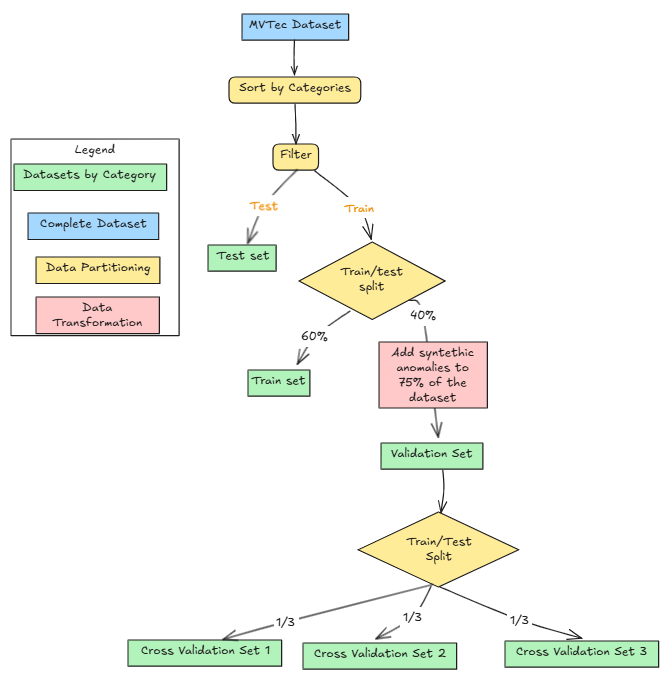 MVTec Dataset
Sort by Categories
Filter
Legend
Datasets by Category
Complete Dataset
Data Partitioning
Data
Transformation
Test
Train
Test set
Train/test
split
60%
40%
Train set
Add syntethic
anomalies to
75% of the
dataset
Validation Set
Train/Test
Split
1/3
1/3
1/3
Cross Validation Set 1
Cross Validation Set 2
Cross Validation Set 3